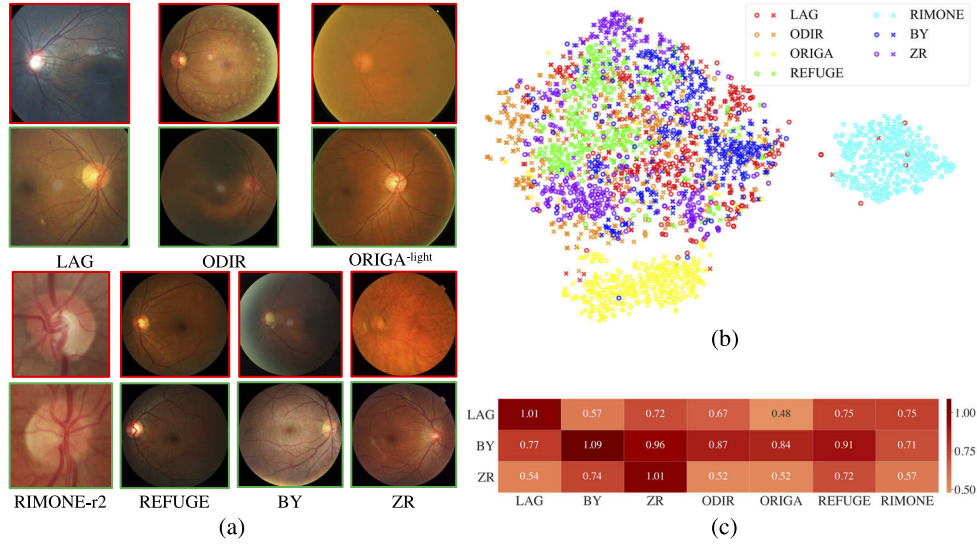 LAG ODIR ORIGA-light
RIMONE-r2 REFUGE BY ZR
(a)
LAG RIMONE
ODIR BY
ORIGA ZR
REFUGE
(b)
LAG 1.01 0.57 0.72 0.67 0.48 0.75 0.75 1.00
BY 0.77 1.09 0.96 0.87 0.84 0.91 0.71 0.75
ZR 0.54 0.74 1.01 0.52 0.52 0.72 0.57 0.50
LAG BY ZR ODIR ORIGA REFUGE RIMONE
(c)